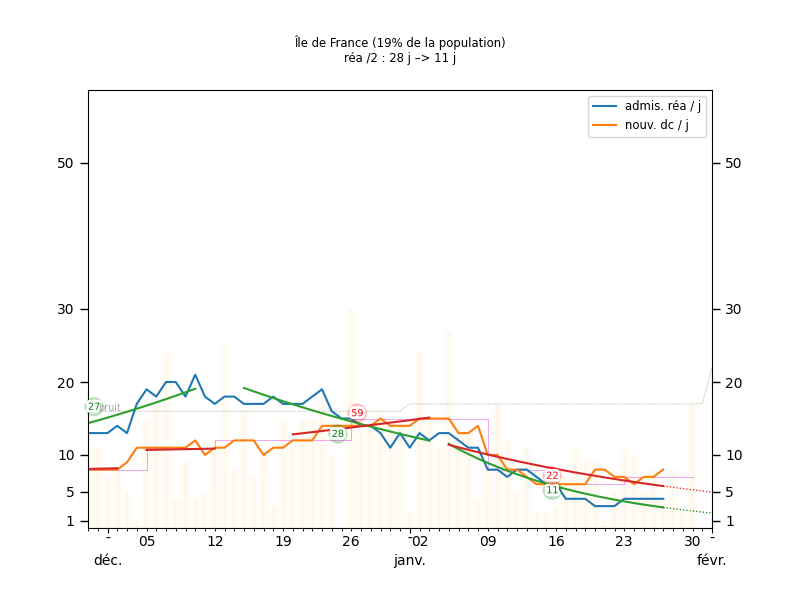 Île de France (19% de la population)
réa /2 : 28 j –> 11 j
admis. réa / j
nouv. dc / j
50 50
30 30
20 20
27 bruit
59
28
10 10
22
11
5 5
1 1
05 12 19 26 02 09 16 23 30
déc. janv. févr.